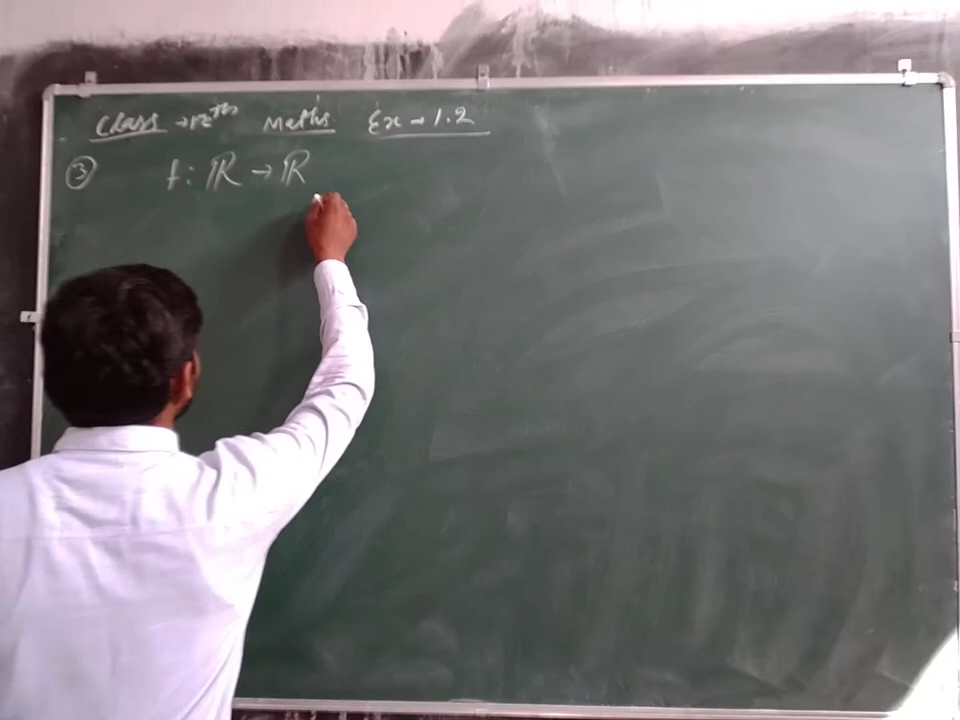 Class → 12th Maths Ex → 1.2
③ f: ℝ → ℝ